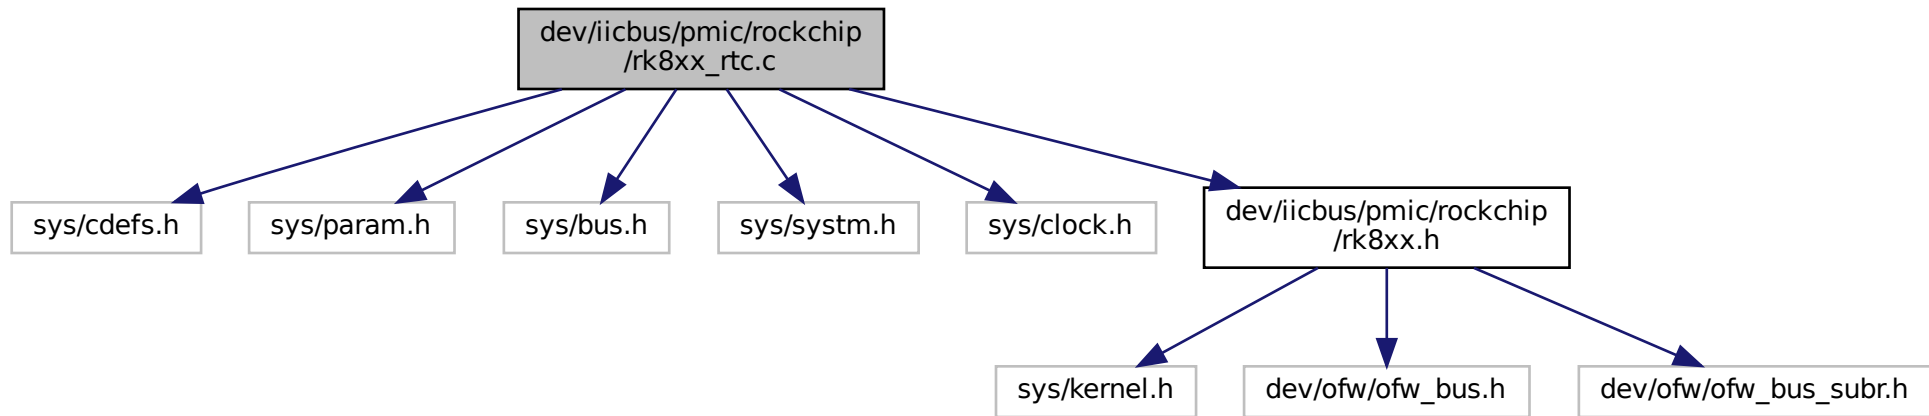 dev/iicbus/pmic/rockchip
/rk8xx_rtc.c
sys/cdefs.h
sys/param.h
sys/bus.h
sys/systm.h
sys/clock.h
dev/iicbus/pmic/rockchip
/rk8xx.h
sys/kernel.h
dev/ofw/ofw_bus.h
dev/ofw/ofw_bus_subr.h